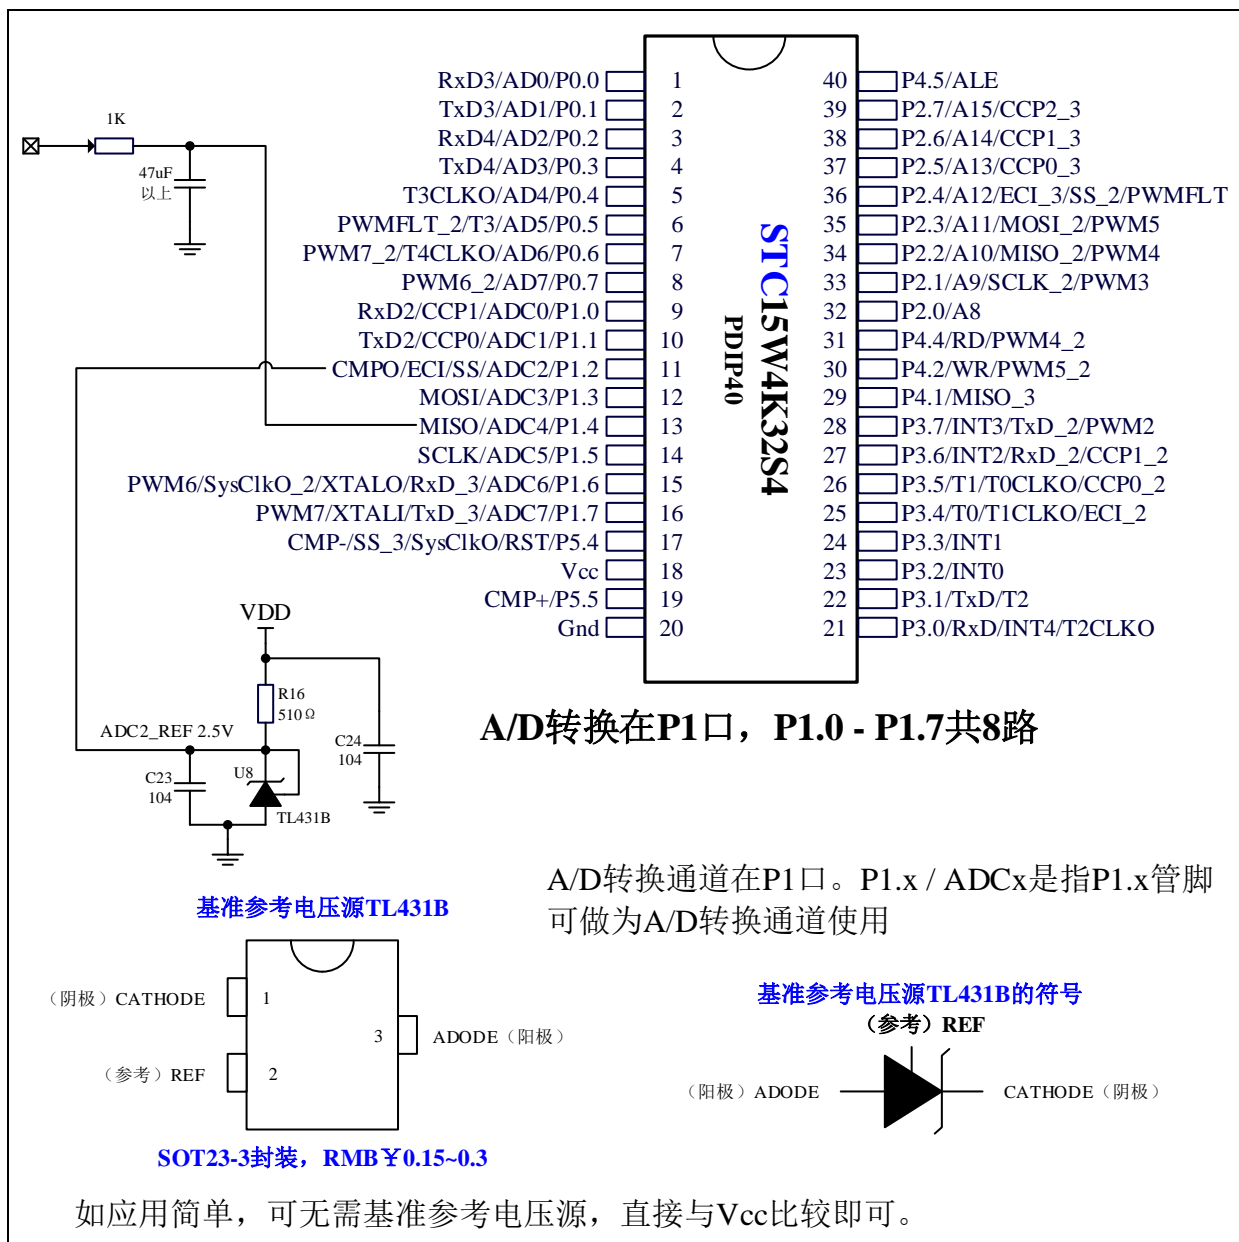 RxD3/AD0/P0.0 1 40 P4.5/ALE
TxD3/AD1/P0.1 2 39 P2.7/A15/CCP2_3
1K
RxD4/AD2/P0.2 3 38 P2.6/A14/CCP1_3
TxD4/AD3/P0.3 4 37 P2.5/A13/CCP0_3
47uF
以上
T3CLKO/AD4/P0.4 5 36 P2.4/A12/ECI_3/SS_2/PWMFLT
PWMFLT_2/T3/AD5/P0.5 6 35 P2.3/A11/MOSI_2/PWM5
PWM7_2/T4CLKO/AD6/P0.6 7 34 P2.2/A10/MISO_2/PWM4
PWM6_2/AD7/P0.7 8 33 P2.1/A9/SCLK_2/PWM3
RxD2/CCP1/ADC0/P1.0 9 32 P2.0/A8
TxD2/CCP0/ADC1/P1.1 10 31 P4.4/RD/PWM4_2
CMPO/ECI/SS/ADC2/P1.2 11 30 P4.2/WR/PWM5_2
MOSI/ADC3/P1.3 12 29 P4.1/MISO_3
MISO/ADC4/P1.4 13 28 P3.7/INT3/TxD_2/PWM2
SCLK/ADC5/P1.5 14 27 P3.6/INT2/RxD_2/CCP1_2
PWM6/SysClkO_2/XTALO/RxD_3/ADC6/P1.6 15 26 P3.5/T1/T0CLKO/CCP0_2
PWM7/XTALI/TxD_3/ADC7/P1.7 16 25 P3.4/T0/T1CLKO/ECI_2
CMP-/SS_3/SysClkO/RST/P5.4 17 24 P3.3/INT1
Vcc 18 23 P3.2/INT0
CMP+/P5.5 19 22 P3.1/TxD/T2
Gnd 20 21 P3.0/RxD/INT4/T2CLKO
STC15W4K32S4
PDIP40
VDD
R16
510Ω
ADC2_REF 2.5V
C24
104
C23
104
U8
TL431B
A/D转换在P1口，P1.0 - P1.7共8路
A/D转换通道在P1口。P1.x / ADCx是指P1.x管脚
可做为A/D转换通道使用
基准参考电压源TL431B
（阴极）CATHODE 1
3 ADODE（阳极）
（参考）REF 2
SOT23-3封装，RMB￥0.15~0.3
基准参考电压源TL431B的符号
（参考）REF
（阳极）ADODE CATHODE（阴极）
如应用简单，可无需基准参考电压源，直接与Vcc比较即可。